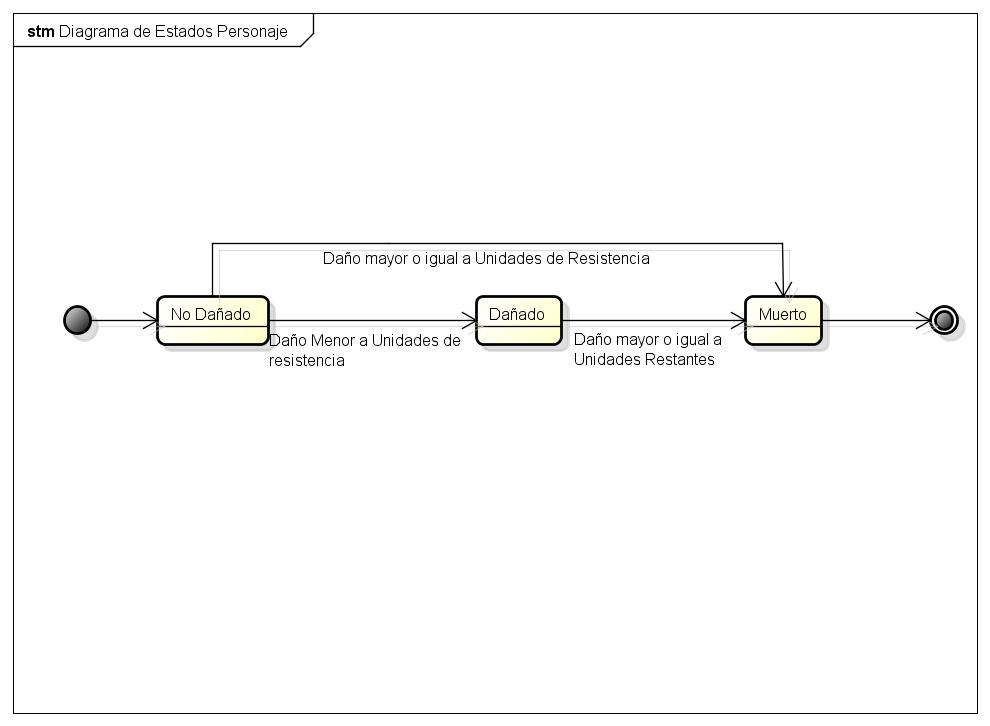 stm Diagrama de Estados Personaje
Daño mayor o igual a Unidades de Resistencia
No Dañado
Dañado
Muerto
Daño Menor a Unidades de
resistencia
Daño mayor o igual a
Unidades Restantes